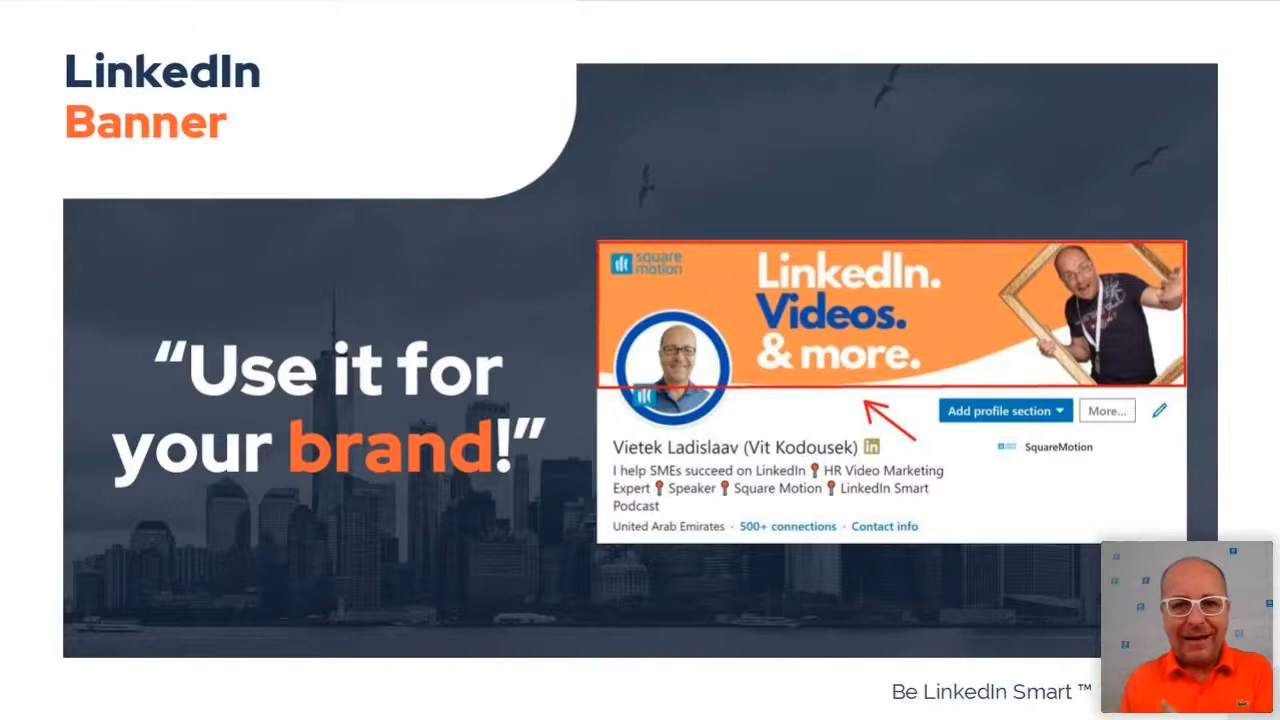 LinkedIn
Banner
“Use it for
your brand!”
square
motion
LinkedIn.
Videos.
& more.
Add profile section
More...
Vietek Ladislaav (Vit Kodousek) in
SquareMotion
I help SMEs succeed on LinkedIn📍HR Video Marketing
Expert📍Speaker📍Square Motion📍LinkedIn Smart
Podcast
United Arab Emirates · 500+ connections · Contact info
Be LinkedIn Smart ™